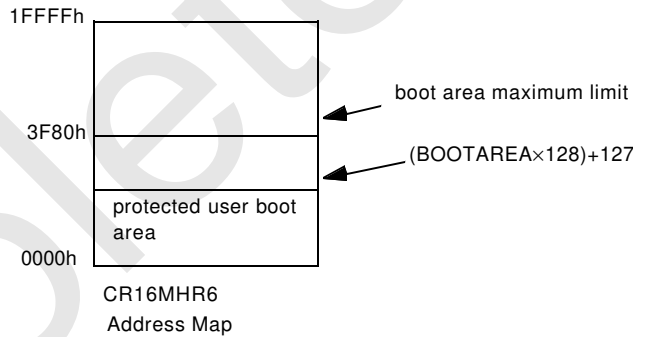 1FFFFh
boot area maximum limit
3F80h
(BOOTAREA×128)+127
protected user boot
area
0000h
CR16MHR6
Address Map